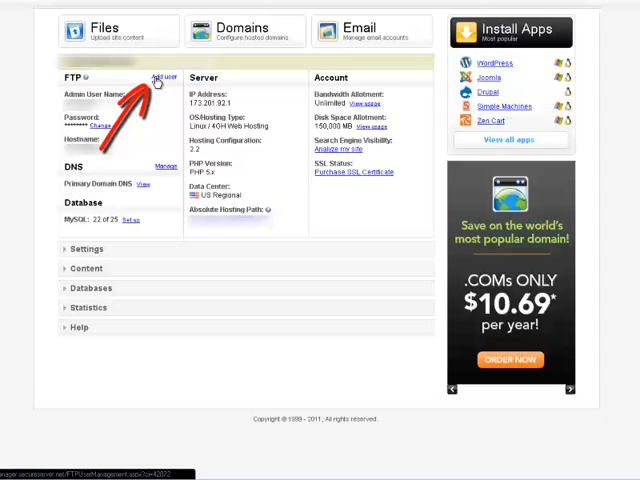 Files
Upload site content
Domains
Configure hosted domains
Email
Manage email accounts
Install Apps
Most popular
FTP
Add user
Admin User Name:
Password:
******** Change
Hostname:
DNS
Manage
Primary Domain DNS View
Database
MySQL: 22 of 25 Set up
Server
IP Address:
173.201.92.1
OS/Hosting Type:
Linux / 4GH Web Hosting
Hosting Configuration:
2.2
PHP Version:
PHP 5.x
Data Center:
US Regional
Absolute Hosting Path:
Account
Bandwidth Allotment:
Unlimited View usage
Disk Space Allotment:
150,000 MB View usage
Search Engine Visibility:
Analyze my site
SSL Status:
Purchase SSL Certificate
WordPress
Joomla
Drupal
Simple Machines
Zen Cart
View all apps
Settings
Content
Databases
Statistics
Help
Save on the world's
most popular domain!
.COMs ONLY
$10.69*
per year!
ORDER NOW
Copyright © 1999 - 2011, All rights reserved.